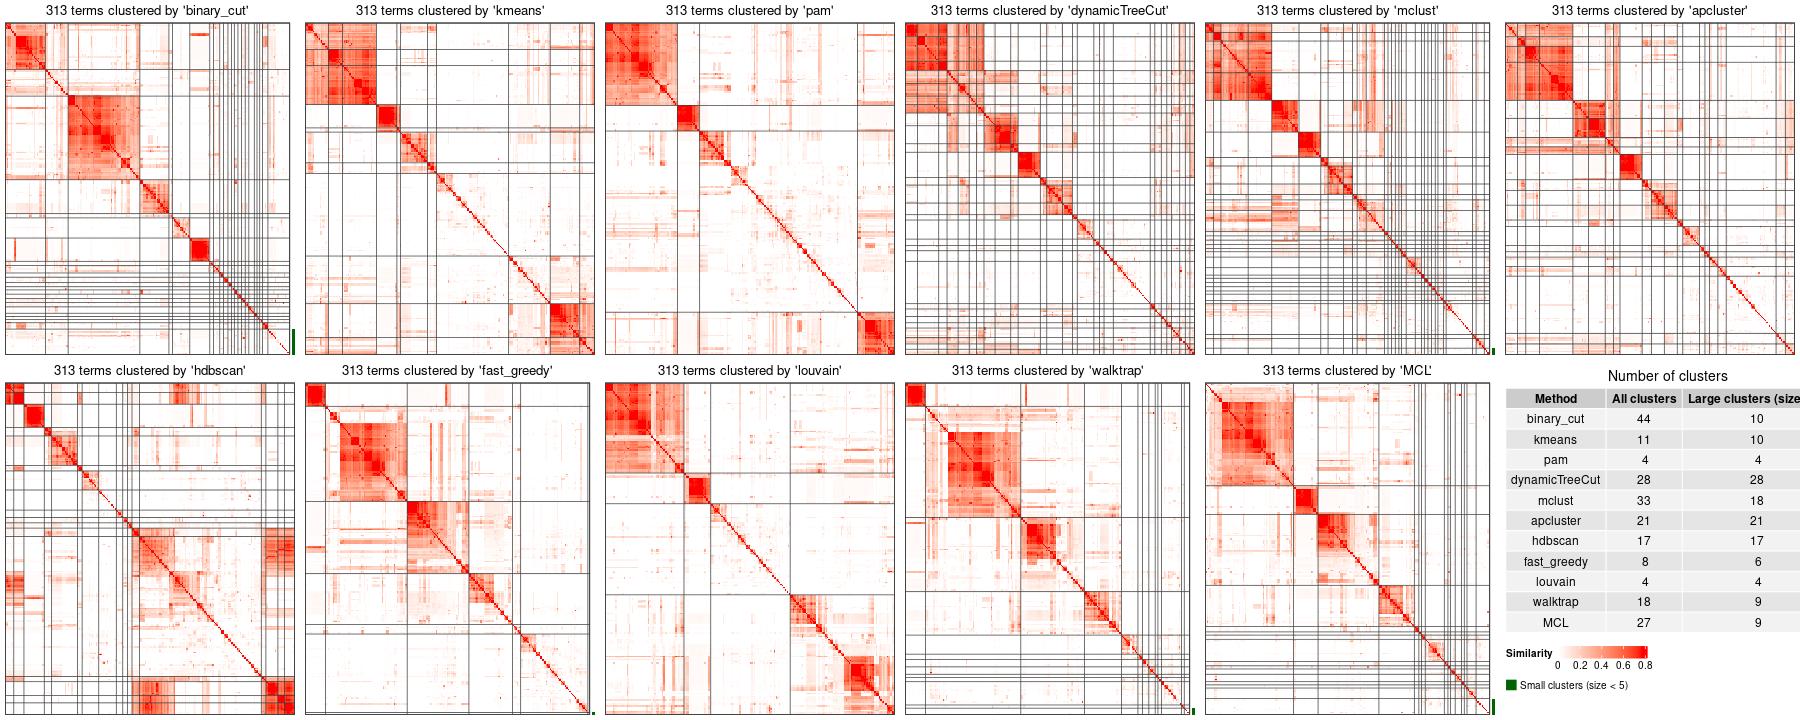 313 terms clustered by 'binary_cut'
313 terms clustered by 'kmeans'
313 terms clustered by 'pam'
313 terms clustered by 'dynamicTreeCut'
313 terms clustered by 'mclust'
313 terms clustered by 'apcluster'
313 terms clustered by 'hdbscan'
313 terms clustered by 'fast_greedy'
313 terms clustered by 'louvain'
313 terms clustered by 'walktrap'
313 terms clustered by 'MCL'
Number of clusters
Method All clusters Large clusters (size
binary_cut 44 10
kmeans 11 10
pam 4 4
dynamicTreeCut 28 28
mclust 33 18
apcluster 21 21
hdbscan 17 17
fast_greedy 8 6
louvain 4 4
walktrap 18 9
MCL 27 9
Similarity
0 0.2 0.4 0.6 0.8
Small clusters (size < 5)